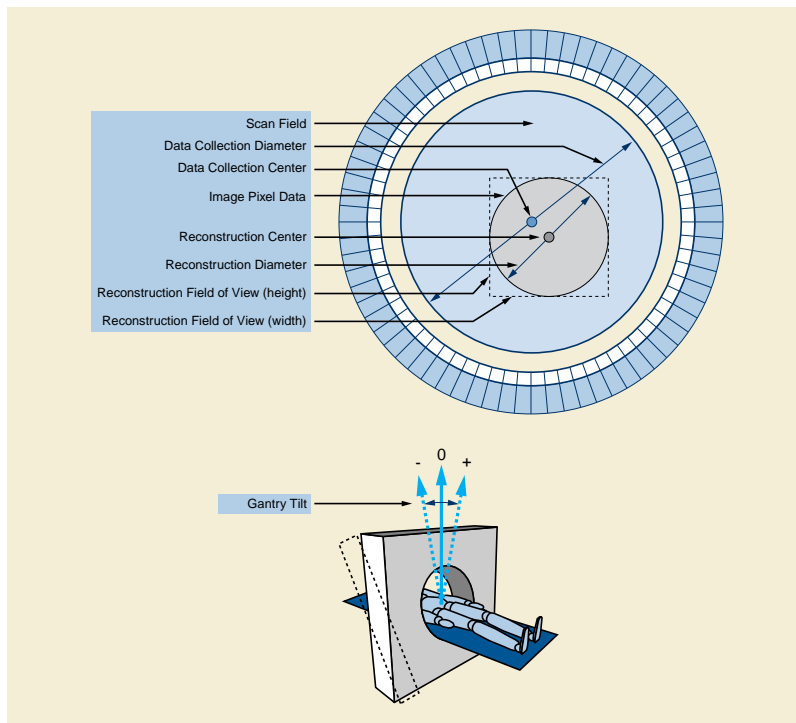 Scan Field
Data Collection Diameter
Data Collection Center
Image Pixel Data
Reconstruction Center
Reconstruction Diameter
Reconstruction Field of View (height)
Reconstruction Field of View (width)
- 0 +
Gantry Tilt